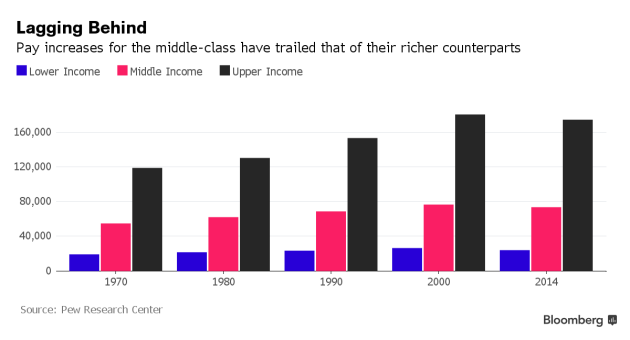 Lagging Behind
Pay increases for the middle-class have trailed that of their richer counterparts
Lower Income Middle Income Upper Income
160,000
120,000
80,000
40,000
0
1970 1980 1990 2000 2014
Source: Pew Research Center
Bloomberg